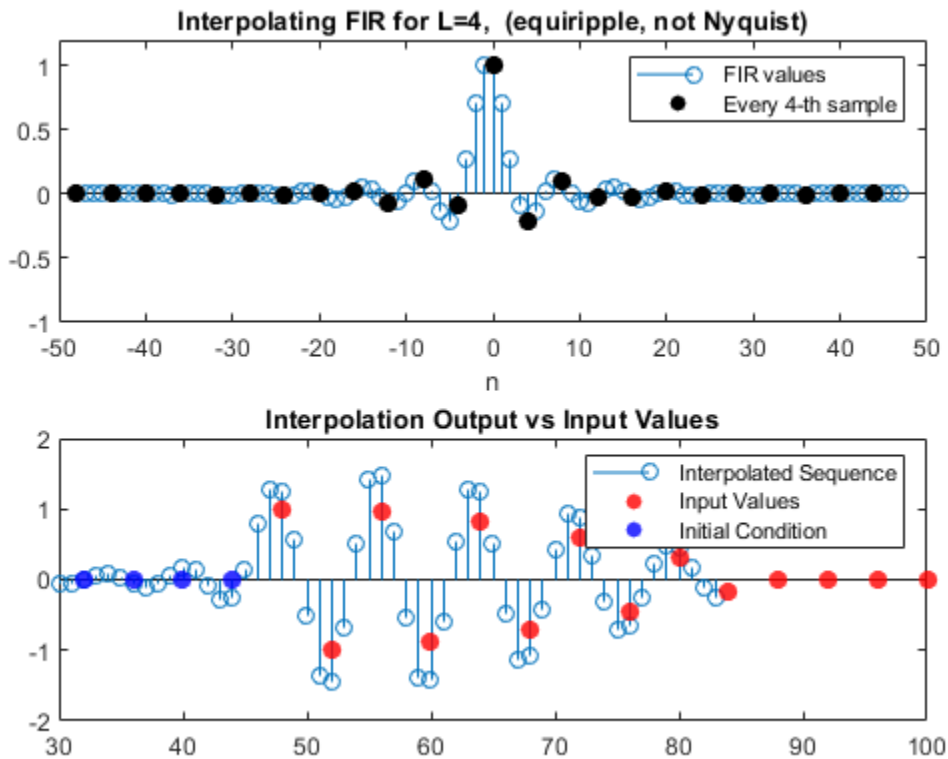 Interpolating FIR for L=4,  (equiripple, not Nyquist)
1
0.5
0
-0.5
-1
FIR values
Every 4-th sample
-50 -40 -30 -20 -10 0 10 20 30 40 50
n
Interpolation Output vs Input Values
2
1
0
-1
-2
Interpolated Sequence
Input Values
Initial Condition
30 40 50 60 70 80 90 100